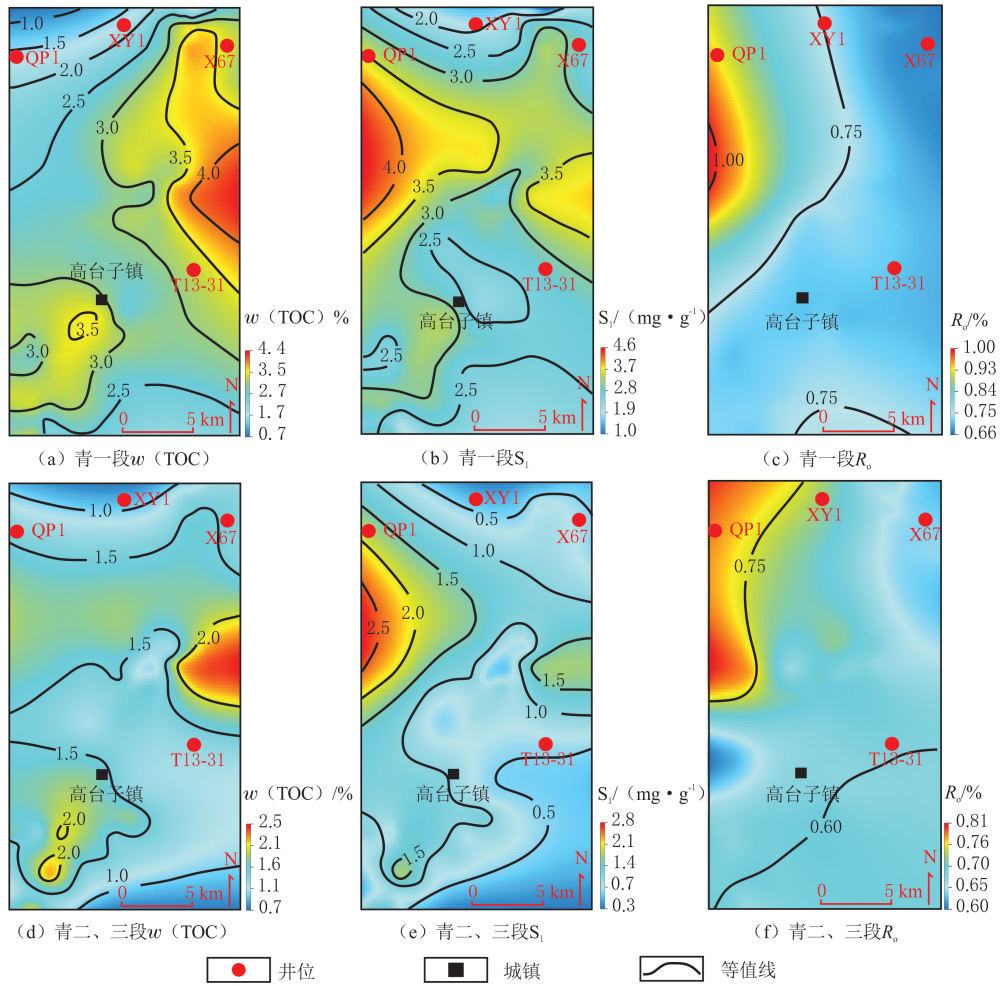 1.0
1.5
2.0
2.5
3.0
3.5
4.0
3.5
3.0
3.0
2.5
XY1
QP1
X67
T13-31
高台子镇
w（TOC）%
4.4
3.5
2.6
1.7
0.7
N
0 5 km
（a）青一段w（TOC）
2.0
2.5
3.0
4.0
3.5
3.0
2.5
3.5
2.5
2.5
XY1
QP1
X67
T13-31
高台子镇
S₁/（mg·g⁻¹）
4.6
3.7
2.8
1.9
1.0
N
0 5 km
（b）青一段S₁
XY1
QP1
X67
0.75
1.00
T13-31
高台子镇
0.75
Rₒ/%
1.00
0.93
0.84
0.75
0.66
N
0 5 km
（c）青一段Rₒ
XY1
1.0
QP1
X67
1.5
1.5
2.0
T13-31
1.5
高台子镇
2.0
2.0
1.0
w（TOC）/%
2.5
2.1
1.6
1.1
0.7
N
0 5 km
（d）青二、三段w（TOC）
XY1
0.5
QP1
X67
1.0
1.5
2.0
2.5
1.5
1.0
T13-31
高台子镇
0.5
1.5
S₁/（mg·g⁻¹）
2.8
2.1
1.4
0.7
0.3
N
0 5 km
（e）青二、三段S₁
XY1
QP1
X67
0.75
T13-31
高台子镇
0.60
Rₒ/%
0.81
0.76
0.70
0.65
0.60
N
0 5 km
（f）青二、三段Rₒ
井位 城镇 等值线